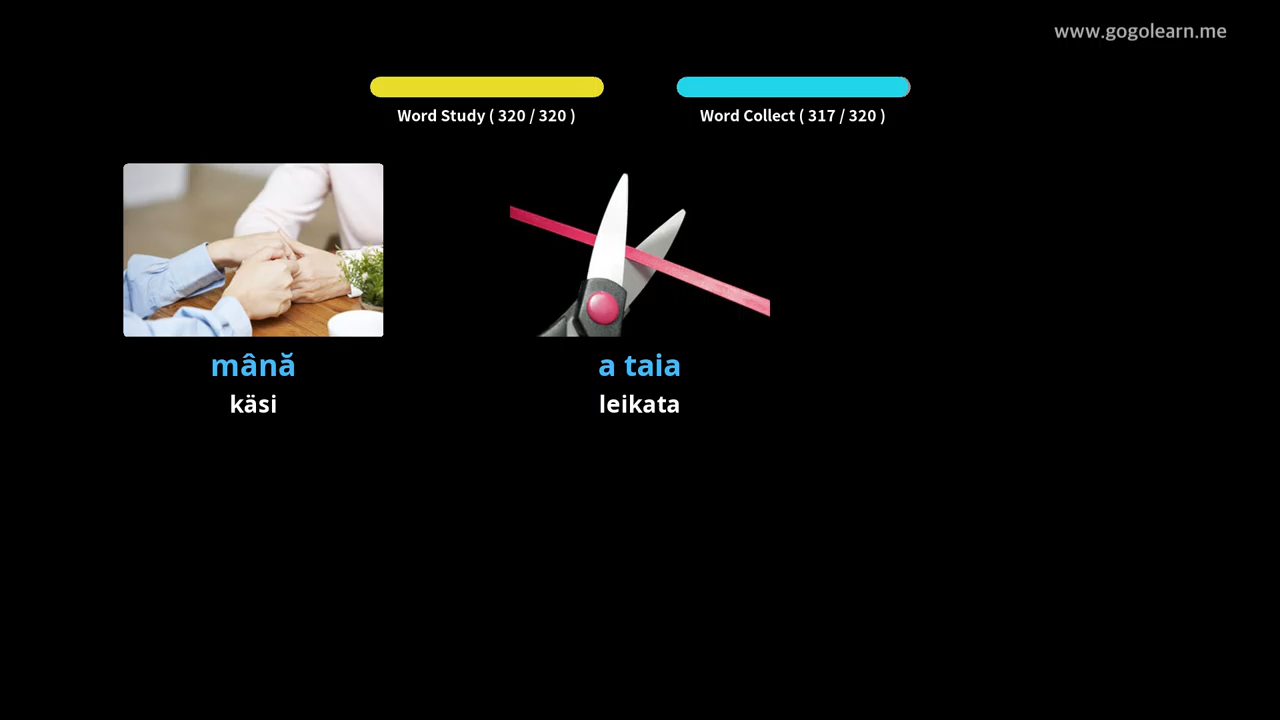 www.gogolearn.me
Word Study ( 320 / 320 )
Word Collect ( 317 / 320 )
mână
käsi
a taia
leikata